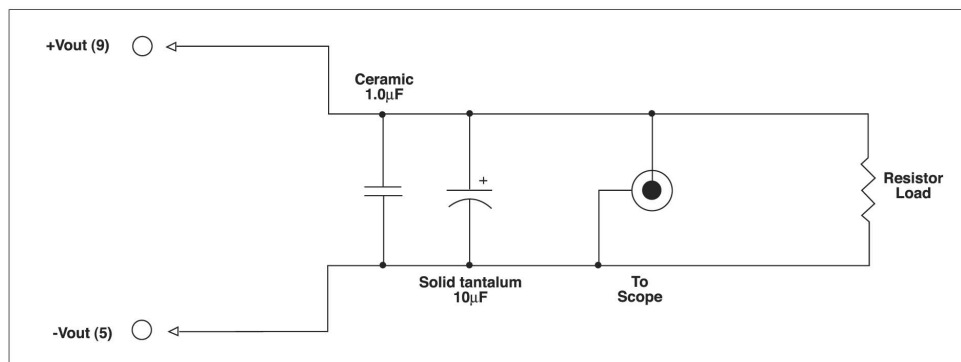 +Vout (9)
Ceramic
1.0μF
+
Resistor
Load
Solid tantalum
10μF
To
Scope
-Vout (5)